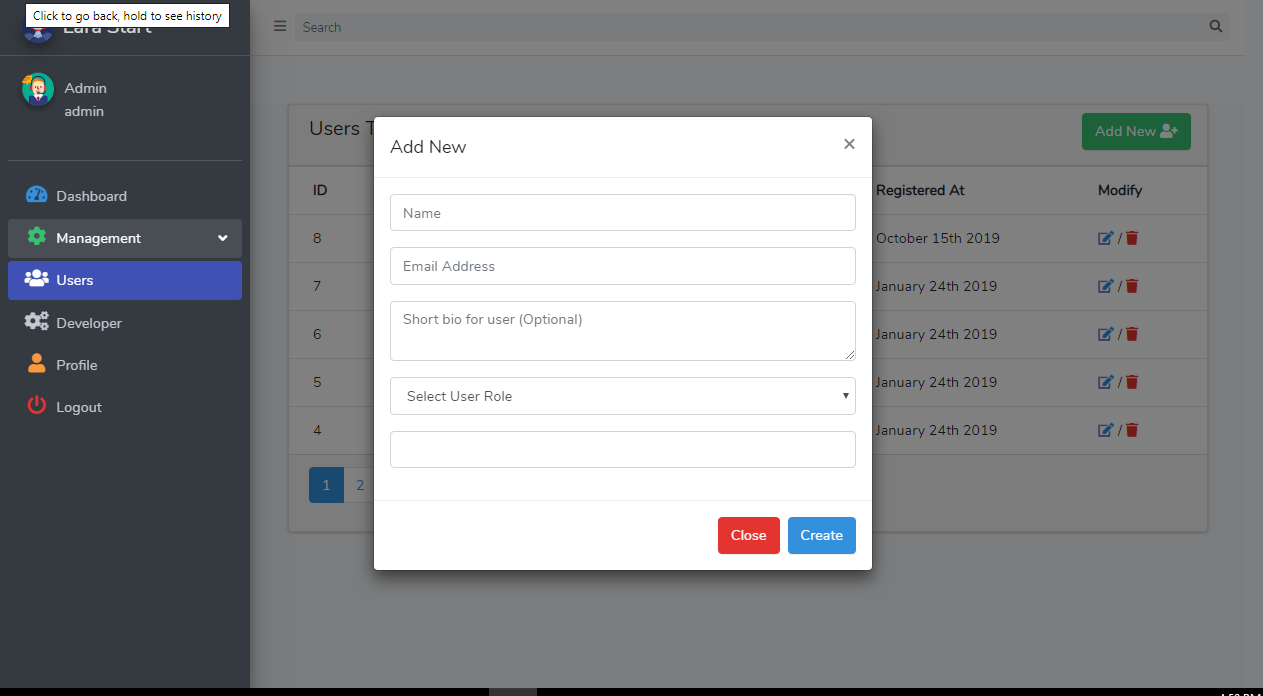 Click to go back, hold to see history
Lara Start
Search
Admin
admin
Dashboard
Management
Users
Developer
Profile
Logout
Users T
Add New
ID
Registered At
Modify
8
October 15th 2019
/
7
January 24th 2019
/
6
January 24th 2019
/
5
January 24th 2019
/
4
January 24th 2019
/
1
2
Add New
×
Name
Email Address
Short bio for user (Optional)
Select User Role
Close
Create